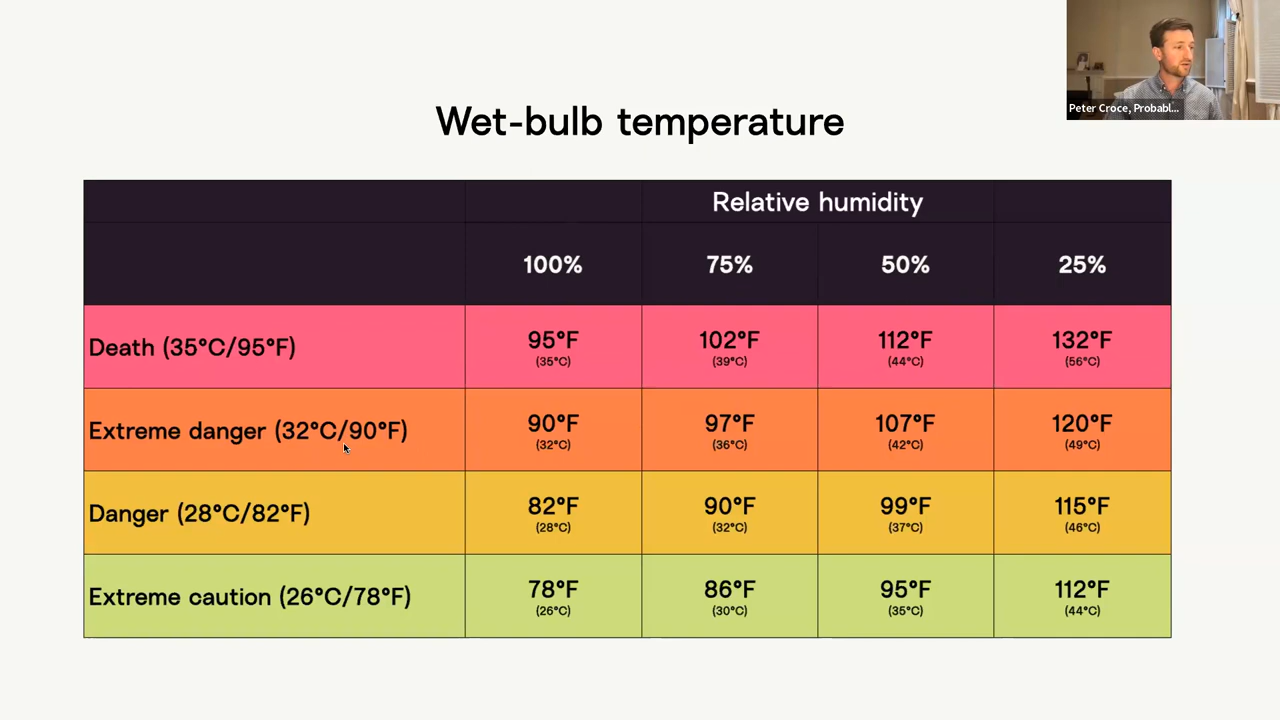 Peter Croce, Probabl...
Wet-bulb temperature
Relative humidity
100% 75% 50% 25%
Death (35°C/95°F) 95°F 102°F 112°F 132°F
(35°C) (39°C) (44°C) (56°C)
Extreme danger (32°C/90°F) 90°F 97°F 107°F 120°F
(32°C) (36°C) (42°C) (49°C)
Danger (28°C/82°F) 82°F 90°F 99°F 115°F
(28°C) (32°C) (37°C) (46°C)
Extreme caution (26°C/78°F) 78°F 86°F 95°F 112°F
(26°C) (30°C) (35°C) (44°C)